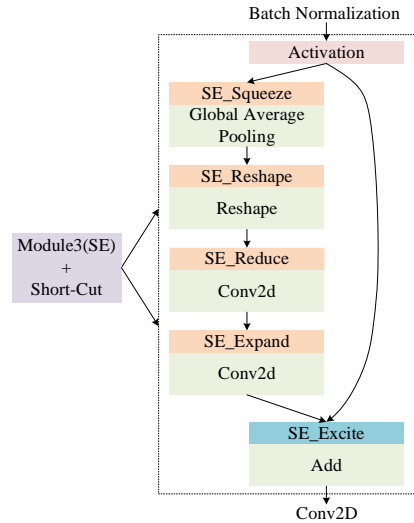 Batch Normalization
Activation
SE_Squeeze
Global Average
Pooling
SE_Reshape
Reshape
Module3(SE)
+
Short-Cut
SE_Reduce
Conv2d
SE_Expand
Conv2d
SE_Excite
Add
Conv2D